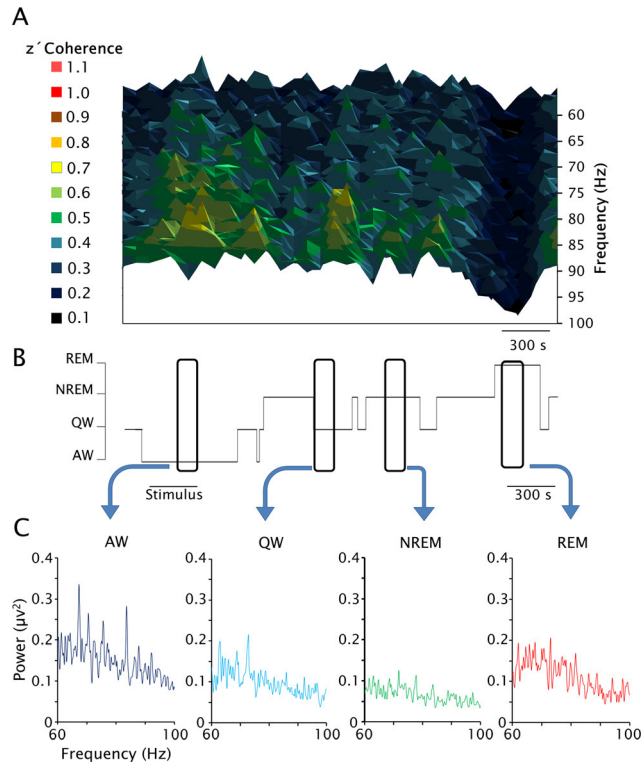 A
z´Coherence
1.1
1.0
0.9
0.8
0.7
0.6
0.5
0.4
0.3
0.2
0.1
60
65
70
75
80
85
90
95
100
Frequency (Hz)
300 s
B
REM
NREM
QW
AW
Stimulus
300 s
C
AW
QW
NREM
REM
Power (μv²)
0.4
0.3
0.2
0.1
0
60
100
0.4
0.3
0.2
0.1
0
60
100
0.4
0.3
0.2
0.1
0
60
100
0.4
0.3
0.2
0.1
0
60
100
Frequency (Hz)